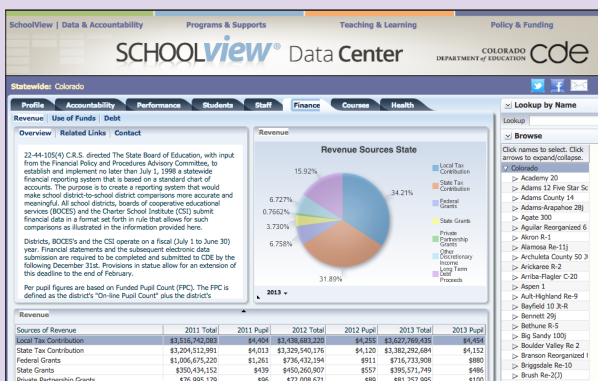 SchoolView | Data & Accountability
Programs & Supports
Teaching & Learning
Policy & Funding
SCHOOLVIEW® Data Center
COLORADO
DEPARTMENT of EDUCATION
cde
Statewide: Colorado
Profile Accountability Performance Students Staff Finance Courses Health
Revenue Use of Funds Debt
Overview Related Links Contact
22-44-105(4) C.R.S. directed The State Board of Education, with input
from the Financial Policy and Procedures Advisory Committee, to
establish and implement no later than July 1, 1998 a statewide
financial reporting system that is based on a standard chart of
accounts. The purpose is to create a reporting system that would
make school district-to-school district comparisons more accurate and
meaningful. All school districts, boards of cooperative educational
services (BOCES) and the Charter School Institute (CSI) submit
financial data in a format set forth in rule that allows for such
comparisons as illustrated in the information provided here.
Districts, BOCES's and the CSI operate on a fiscal (July 1 to June 30)
year. Financial statements and the subsequent electronic data
submission are required to be completed and submitted to CDE by the
following December 31st. Provisions in statue allow for an extension of
this deadline to the end of February.
Per pupil figures are based on Funded Pupil Count (FPC). The FPC is
defined as the district's "On-line Pupil Count" plus the district's
Revenue
Revenue Sources State
15.92%
34.21%
6.727%
0.7662%
3.730%
6.758%
31.89%
Local Tax
Contribution
State Tax
Contribution
Federal
Grants
State Grants
Private
Partnership
Grants
Other
Discretionary
Income
Long Term
Debt
Proceeds
2013
Lookup by Name
Lookup
Browse
Click names to select. Click
arrows to expand/collapse.
Colorado
Academy 20
Adams 12 Five Star Sc
Adams County 14
Adams-Arapahoe 28j
Agate 300
Aguilar Reorganized 6
Akron R-1
Alamosa Re-11j
Archuleta County 50 J
Arickaree R-2
Arriba-Flagler C-20
Aspen 1
Ault-Highland Re-9
Bayfield 10 Jt-R
Bennett 29j
Bethune R-5
Big Sandy 100j
Boulder Valley Re 2
Branson Reorganized
Briggsdale Re-10
Brush Re-2(J)
Revenue
Sources of Revenue 2011 Total 2011 Pupil 2012 Total 2012 Pupil 2013 Total 2013 Pupil
Local Tax Contribution $3,516,742,083 $4,404 $3,438,683,220 $4,255 $3,627,769,435 $4,454
State Tax Contribution $3,204,512,991 $4,013 $3,329,540,176 $4,120 $3,382,292,684 $4,152
Federal Grants $1,006,675,220 $1,261 $736,432,194 $911 $716,733,908 $880
State Grants $350,434,152 $439 $450,260,907 $557 $395,571,749 $486
Private Partnership Grants $76,995,179 $96 $72,008,671 $89 $81,257,995 $100